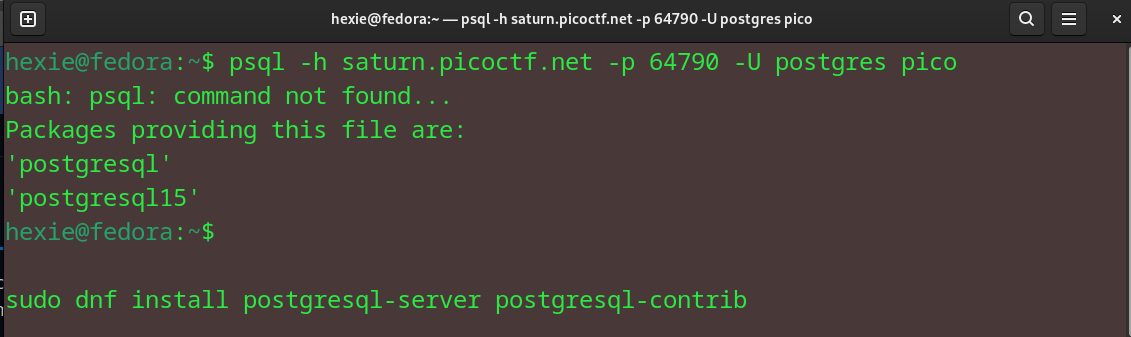 hexie@fedora:~ — psql -h saturn.picoctf.net -p 64790 -U postgres pico
hexie@fedora:~$ psql -h saturn.picoctf.net -p 64790 -U postgres pico
bash: psql: command not found...
Packages providing this file are:
'postgresql'
'postgresql15'
hexie@fedora:~$
sudo dnf install postgresql-server postgresql-contrib